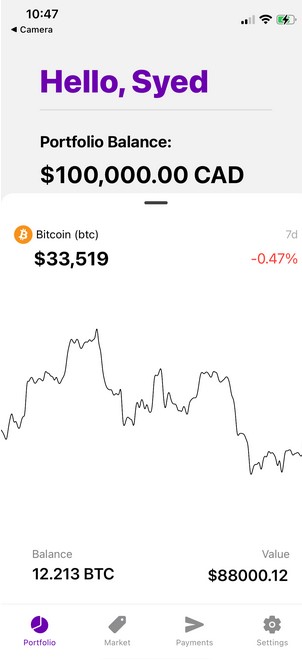 10:47
◀ Camera
Hello, Syed
Portfolio Balance:
$100,000.00 CAD
Bitcoin (btc)
7d
$33,519
-0.47%
Balance
Value
12.213 BTC
$88000.12
Portfolio
Market
Payments
Settings